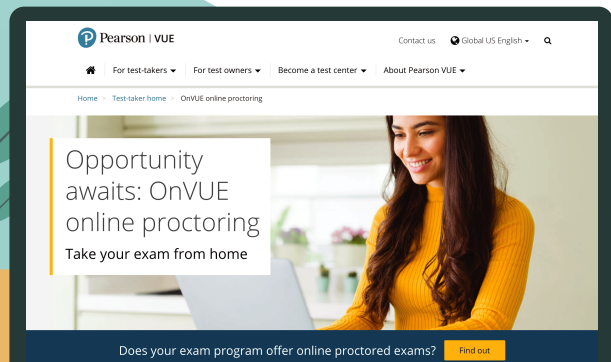 Pearson | VUE
Contact us Global US English
For test-takers For test owners Become a test center About Pearson VUE
Home > Test-taker home > OnVUE online proctoring
Opportunity
awaits: OnVUE
online proctoring
Take your exam from home
Does your exam program offer online proctored exams? Find out